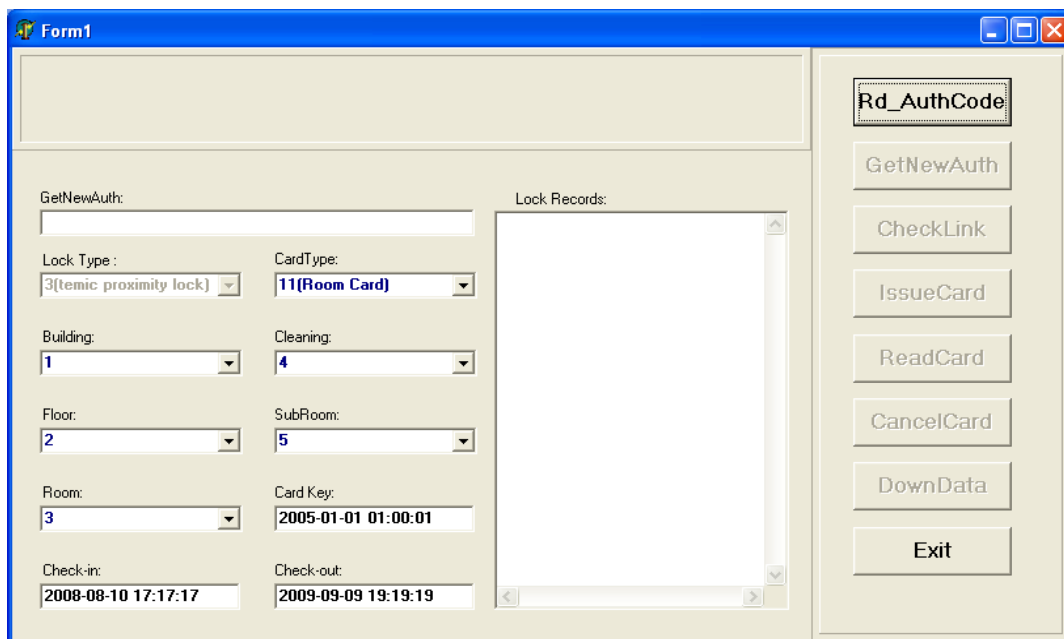 Form1
Rd_AuthCode
GetNewAuth
CheckLink
IssueCard
ReadCard
CancelCard
DownData
Exit
GetNewAuth:
Lock Type :
3(temic proximity lock)
CardType:
11(Room Card)
Building:
1
Cleaning:
4
Floor:
2
SubRoom:
5
Room:
3
Card Key:
2005-01-01 01:00:01
Check-in:
2008-08-10 17:17:17
Check-out:
2009-09-09 19:19:19
Lock Records: